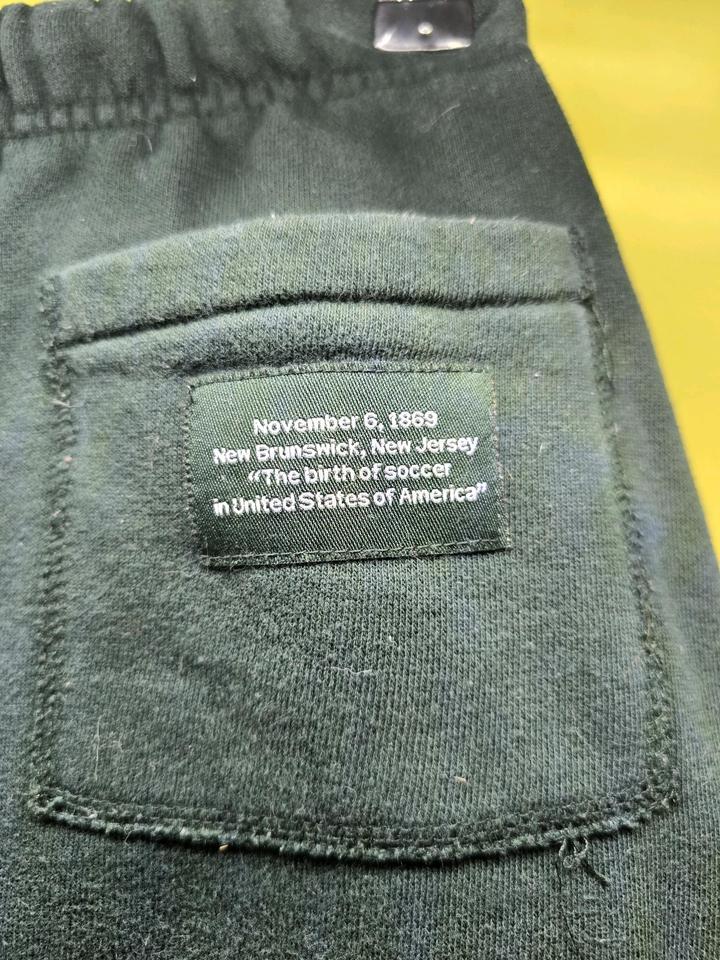 November 6, 1869
New Brunswick, New Jersey
“The birth of soccer
in United States of America”